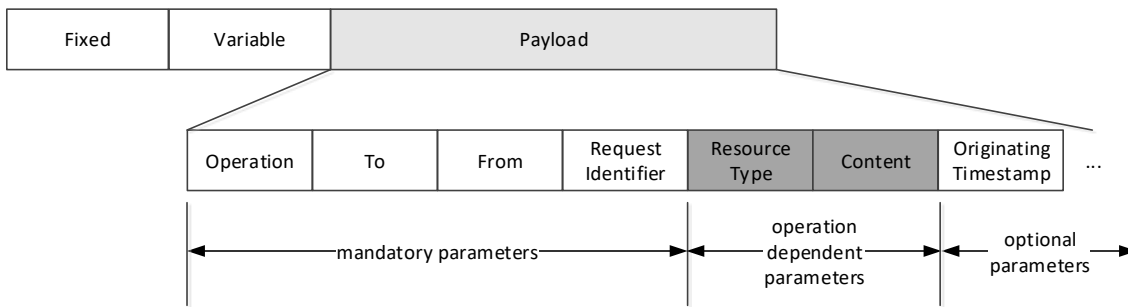 Fixed
Variable
Payload
Operation
To
From
Request
Identifier
Resource
Type
Content
Originating
Timestamp
...
mandatory parameters
operation
dependent
parameters
optional
parameters